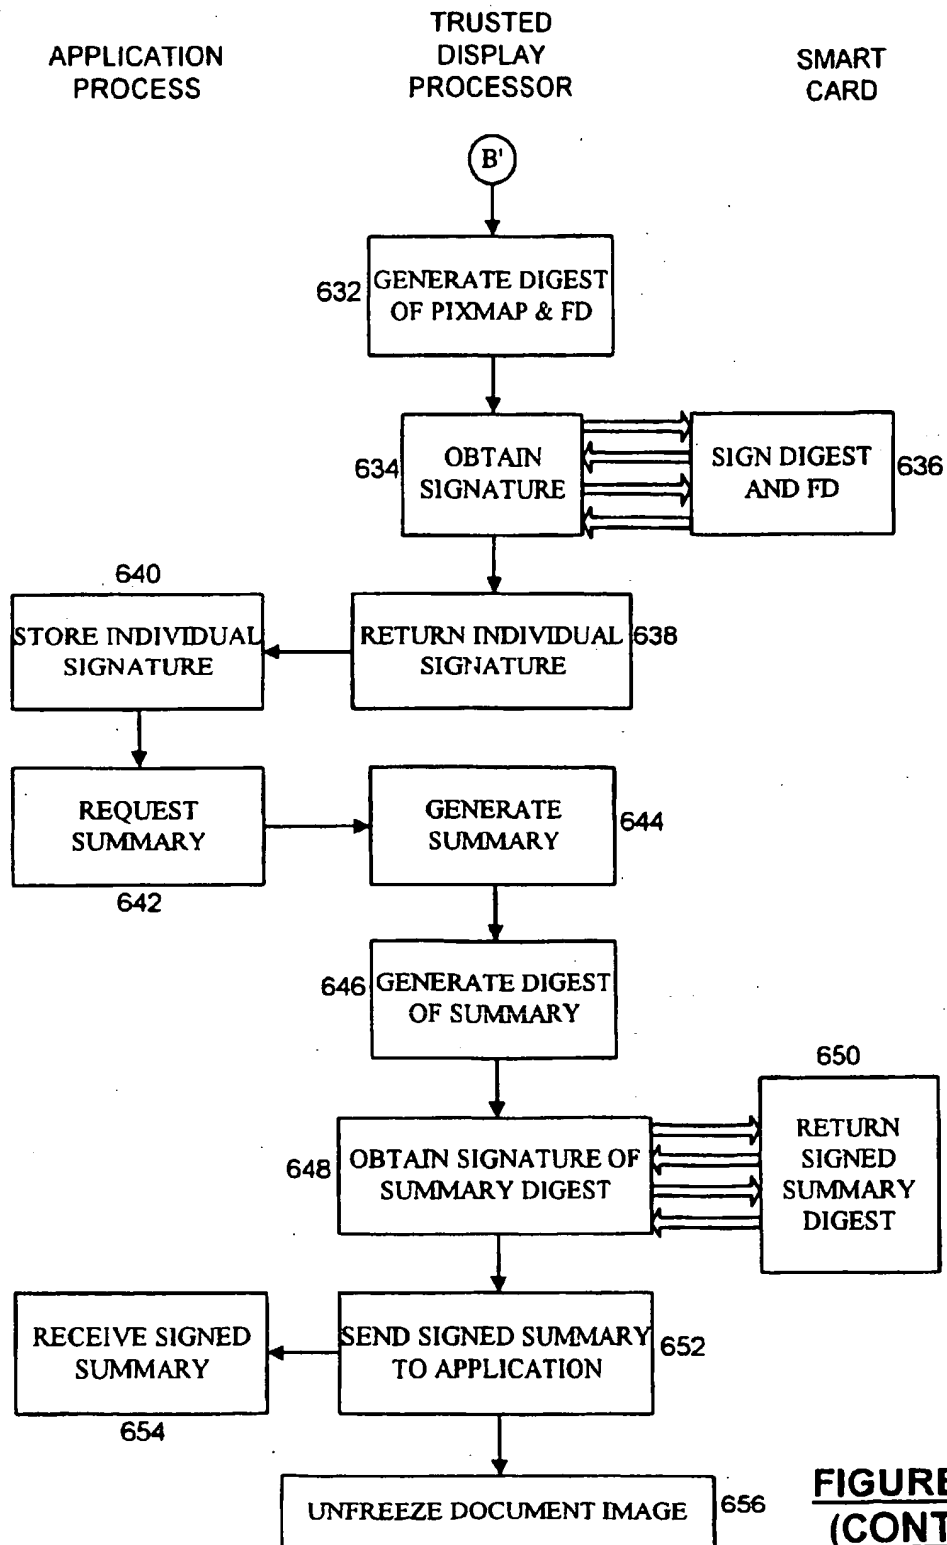 APPLICATION
PROCESS
TRUSTED
DISPLAY
PROCESSOR
SMART
CARD
B'
632
GENERATE DIGEST
OF PIXMAP & FD
634
OBTAIN
SIGNATURE
SIGN DIGEST
AND FD
636
640
STORE INDIVIDUAL
SIGNATURE
RETURN INDIVIDUAL
SIGNATURE
638
REQUEST
SUMMARY
642
GENERATE
SUMMARY
644
646
GENERATE DIGEST
OF SUMMARY
648
OBTAIN SIGNATURE OF
SUMMARY DIGEST
650
RETURN
SIGNED
SUMMARY
DIGEST
RECEIVE SIGNED
SUMMARY
654
SEND SIGNED SUMMARY
TO APPLICATION
652
UNFREEZE DOCUMENT IMAGE
656
FIGURE
(CONT